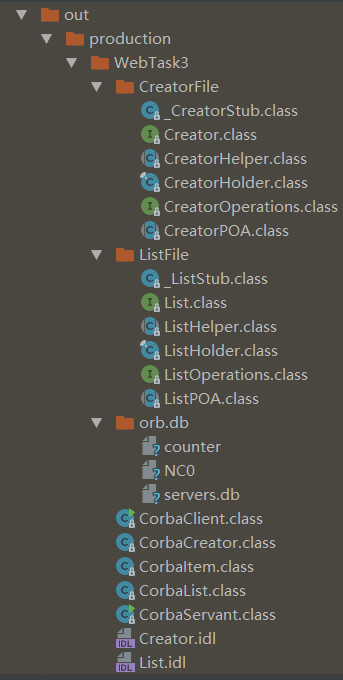 out
production
WebTask3
CreatorFile
_CreatorStub.class
Creator.class
CreatorHelper.class
CreatorHolder.class
CreatorOperations.class
CreatorPOA.class
ListFile
_ListStub.class
List.class
ListHelper.class
ListHolder.class
ListOperations.class
ListPOA.class
orb.db
counter
NC0
servers.db
CorbaClient.class
CorbaCreator.class
CorbaItem.class
CorbaList.class
CorbaServant.class
Creator.idl
List.idl